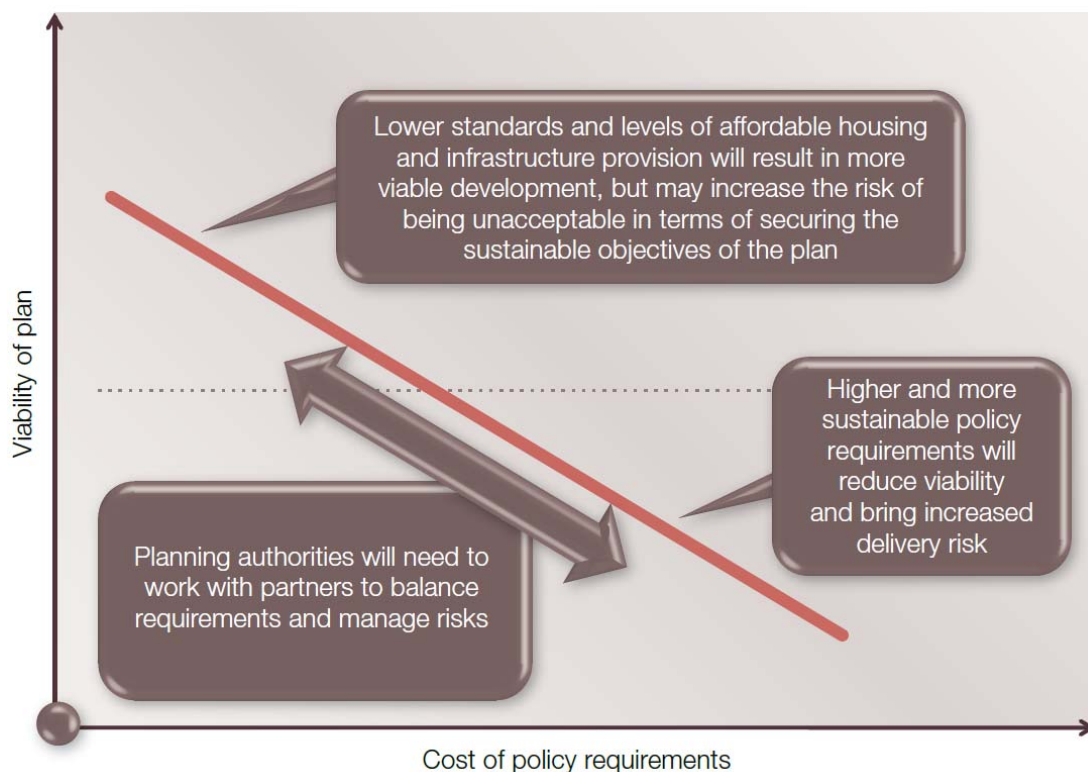 Lower standards and levels of affordable housing
and infrastructure provision will result in more
viable development, but may increase the risk of
being unacceptable in terms of securing the
sustainable objectives of the plan
Viability of plan
Higher and more
sustainable policy
requirements will
reduce viability
and bring increased
delivery risk
Planning authorities will need to
work with partners to balance
requirements and manage risks
Cost of policy requirements